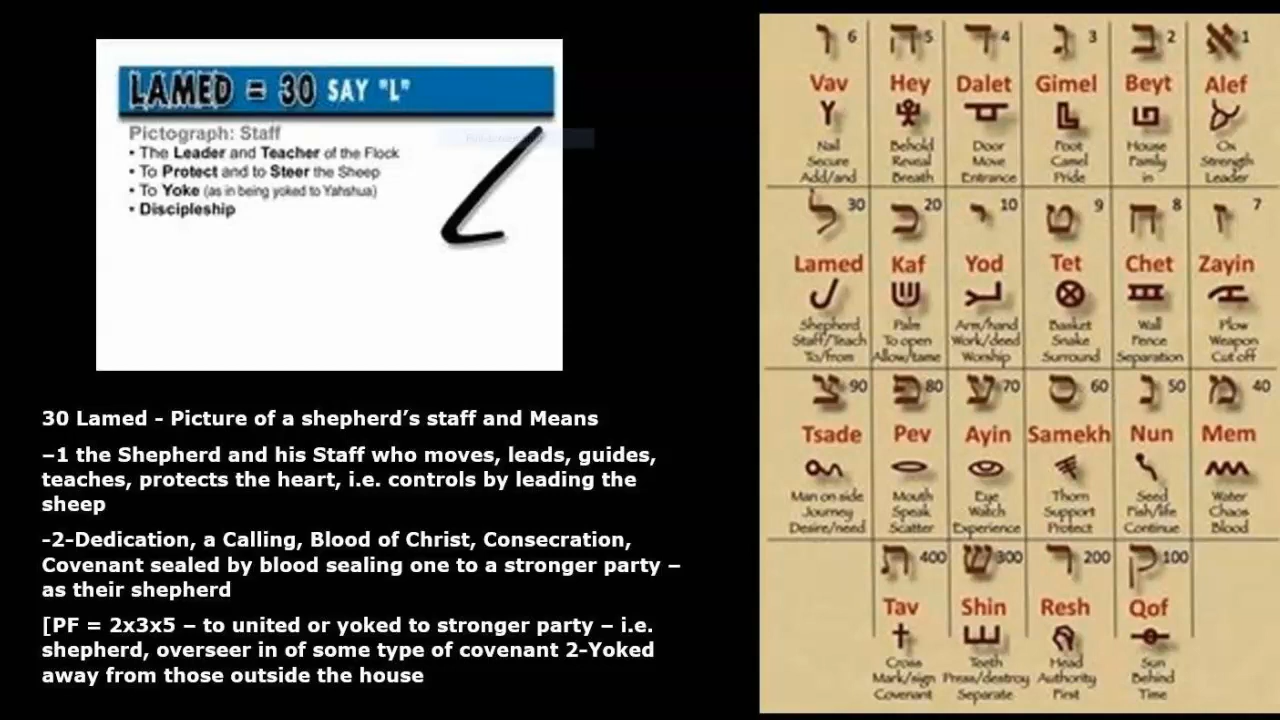 LAMED = 30 SAY "L"
Pictograph: Staff
• The Leader and Teacher of the Flock
• To Protect and to Steer the Sheep
• To Yoke (as in being yoked to Yahshua)
• Discipleship
30 Lamed - Picture of a shepherd’s staff and Means
–1 the Shepherd and his Staff who moves, leads, guides,
teaches, protects the heart, i.e. controls by leading the
sheep
-2-Dedication, a Calling, Blood of Christ, Consecration,
Covenant sealed by blood sealing one to a stronger party –
as their shepherd
[PF = 2x3x5 – to united or yoked to stronger party – i.e.
shepherd, overseer in of some type of covenant 2-Yoked
away from those outside the house
ו 6 ה 5 ד 4 ג 3 ב 2 א 1
Vav Hey Dalet Gimel Beyt Alef
Nail Behold Door Foot House Ox
Secure Reveal Move Camel Family Strength
Add/and Breath Entrance Pride in Leader
ל 30 כ 20 י 10 ט 9 ח 8 ז 7
Lamed Kaf Yod Tet Chet Zayin
Shepherd Palm Arm/hand Basket Wall Plow
Staff/Teach To open Work/deed Snake Fence Weapon
To/from Allow/tame Worship Surround Separation Cut off
צ 90 פ 80 ע 70 ס 60 נ 50 מ 40
Tsade Pey Ayin Samekh Nun Mem
Man on side Mouth Eye Thorn Seed Water
Journey Speak Watch Support Fish/life Chaos
Desire/need Scatter Experience Protect Continue Blood
ת 400 ש 300 ר 200 ק 100
Tav Shin Resh Qof
Cross Teeth Head Sun
Mark/sign Press/destroy Authority Behind
Covenant Separate First Time